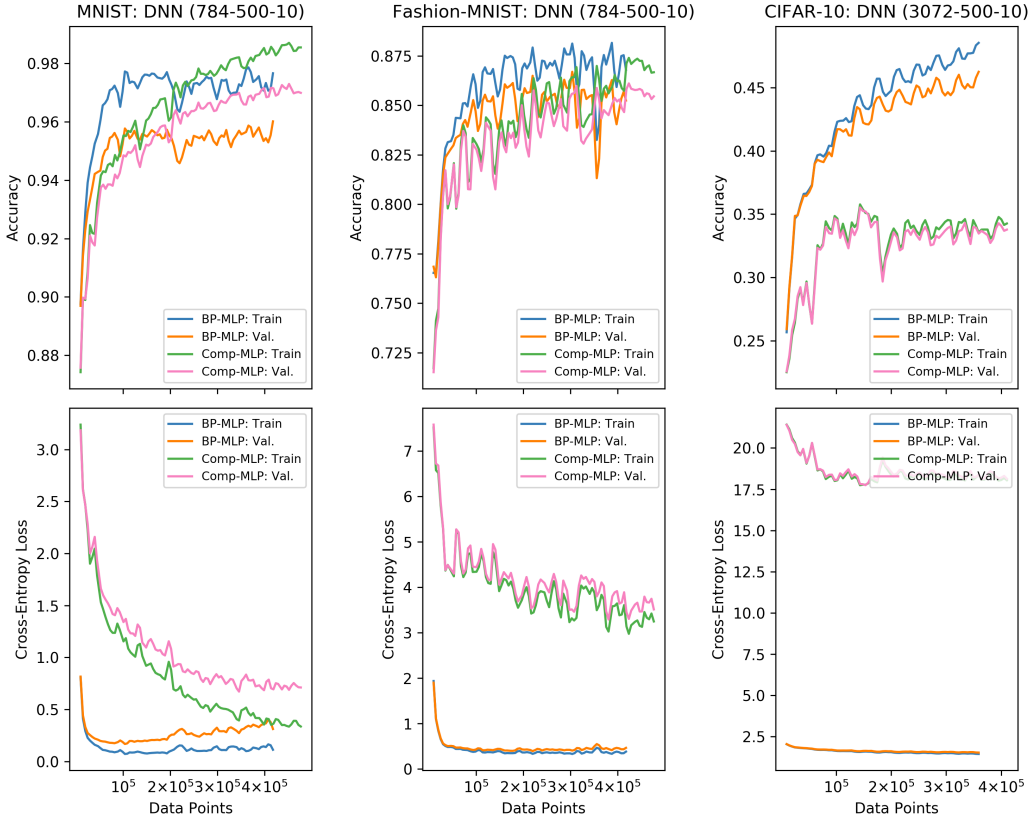 MNIST: DNN (784-500-10)
Accuracy
0.98
0.96
0.94
0.92
0.90
0.88
BP-MLP: Train
BP-MLP: Val.
Comp-MLP: Train
Comp-MLP: Val.
Fashion-MNIST: DNN (784-500-10)
Accuracy
0.875
0.850
0.825
0.800
0.775
0.750
0.725
BP-MLP: Train
BP-MLP: Val.
Comp-MLP: Train
Comp-MLP: Val.
CIFAR-10: DNN (3072-500-10)
Accuracy
0.45
0.40
0.35
0.30
0.25
BP-MLP: Train
BP-MLP: Val.
Comp-MLP: Train
Comp-MLP: Val.
Cross-Entropy Loss
3.0
2.5
2.0
1.5
1.0
0.5
0.0
BP-MLP: Train
BP-MLP: Val.
Comp-MLP: Train
Comp-MLP: Val.
10⁵ 2×10⁵ 3×10⁵ 4×10⁵
Data Points
Cross-Entropy Loss
7
6
5
4
3
2
1
0
BP-MLP: Train
BP-MLP: Val.
Comp-MLP: Train
Comp-MLP: Val.
10⁵ 2×10⁵ 3×10⁵ 4×10⁵
Data Points
Cross-Entropy Loss
20.0
17.5
15.0
12.5
10.0
7.5
5.0
2.5
BP-MLP: Train
BP-MLP: Val.
Comp-MLP: Train
Comp-MLP: Val.
10⁵ 2×10⁵ 3×10⁵ 4×10⁵
Data Points